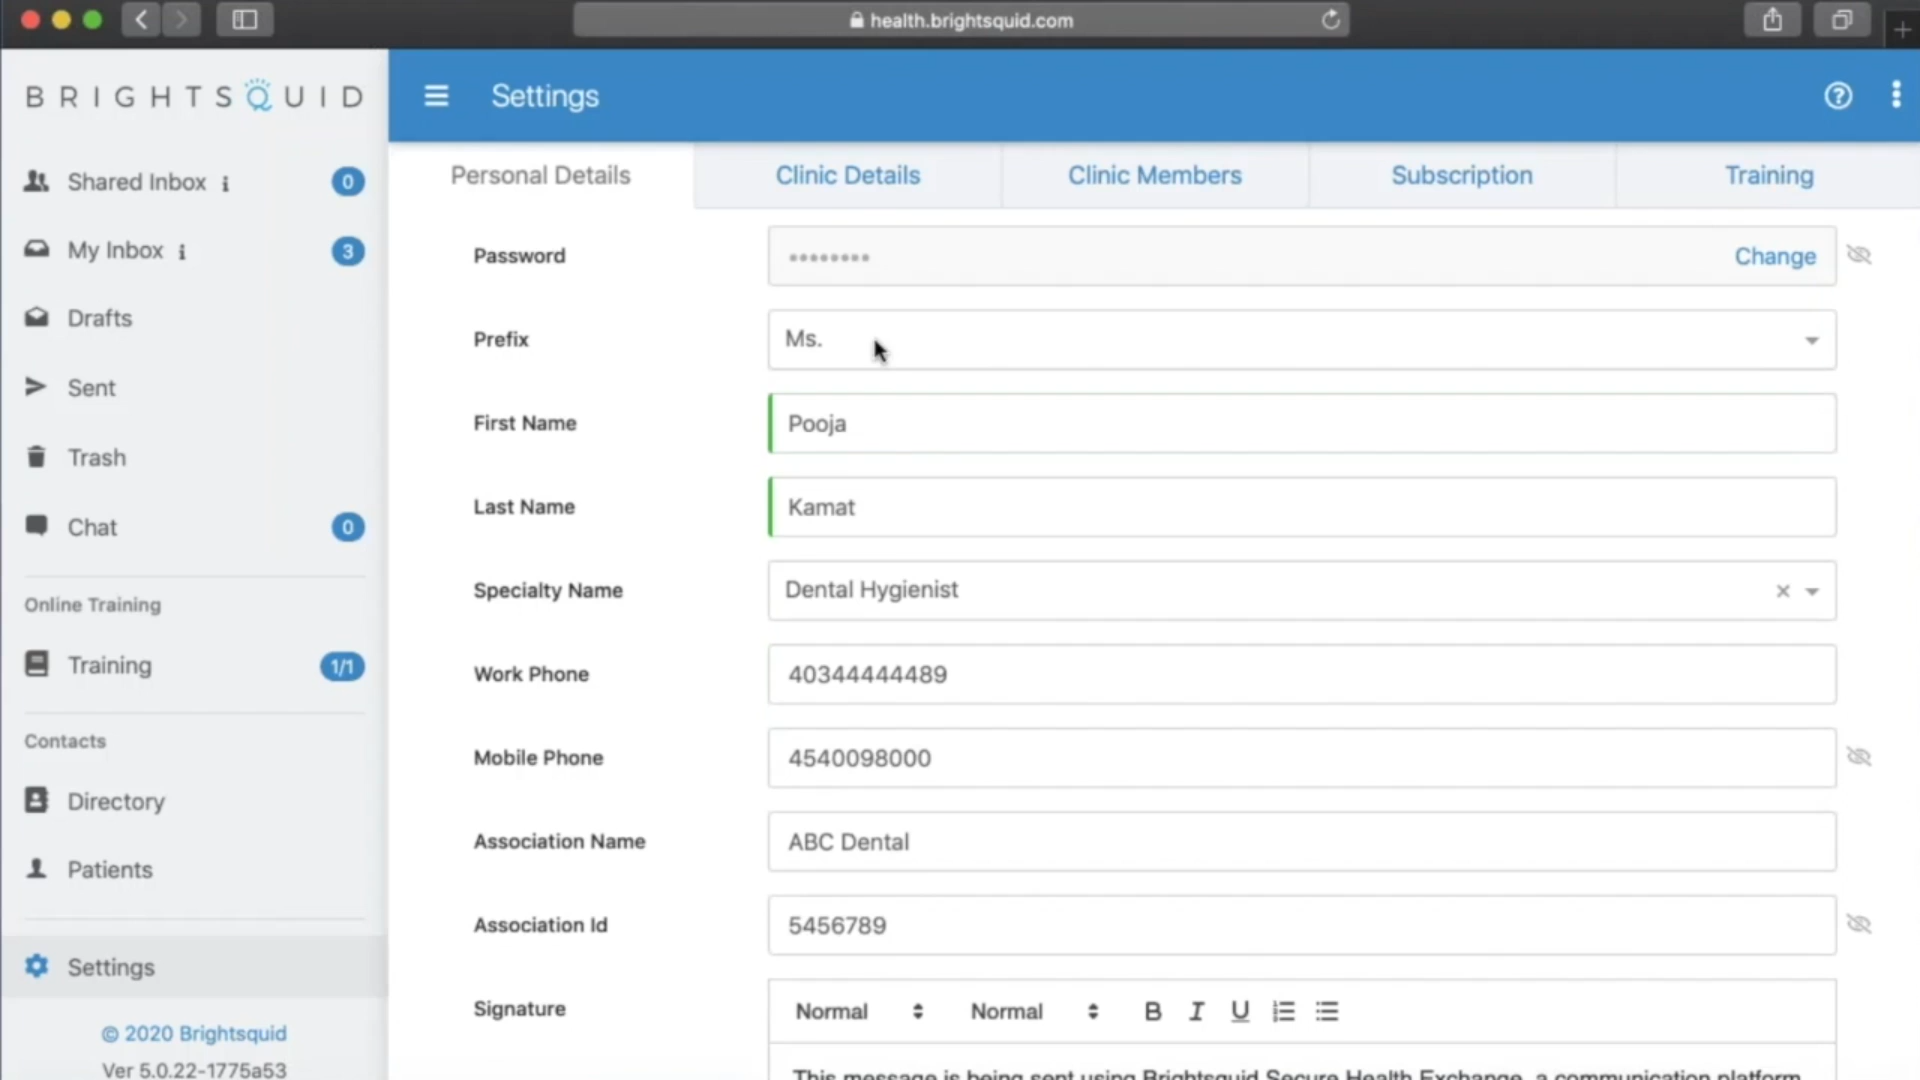 health.brightsquid.com
BRIGHTSQUID
Settings
Shared Inbox i 0
My Inbox i 3
Drafts
Sent
Trash
Chat 0
Online Training
Training 1/1
Contacts
Directory
Patients
Settings
© 2020 Brightsquid
Ver 5.0.22-1775a53
Personal Details Clinic Details Clinic Members Subscription Training
Password •••••••• Change
Prefix Ms.
First Name Pooja
Last Name Kamat
Specialty Name Dental Hygienist
Work Phone 40344444489
Mobile Phone 4540098000
Association Name ABC Dental
Association Id 5456789
Signature Normal Normal B I U
This message is being sent using Brightsquid Secure Health Exchange, a communication platform